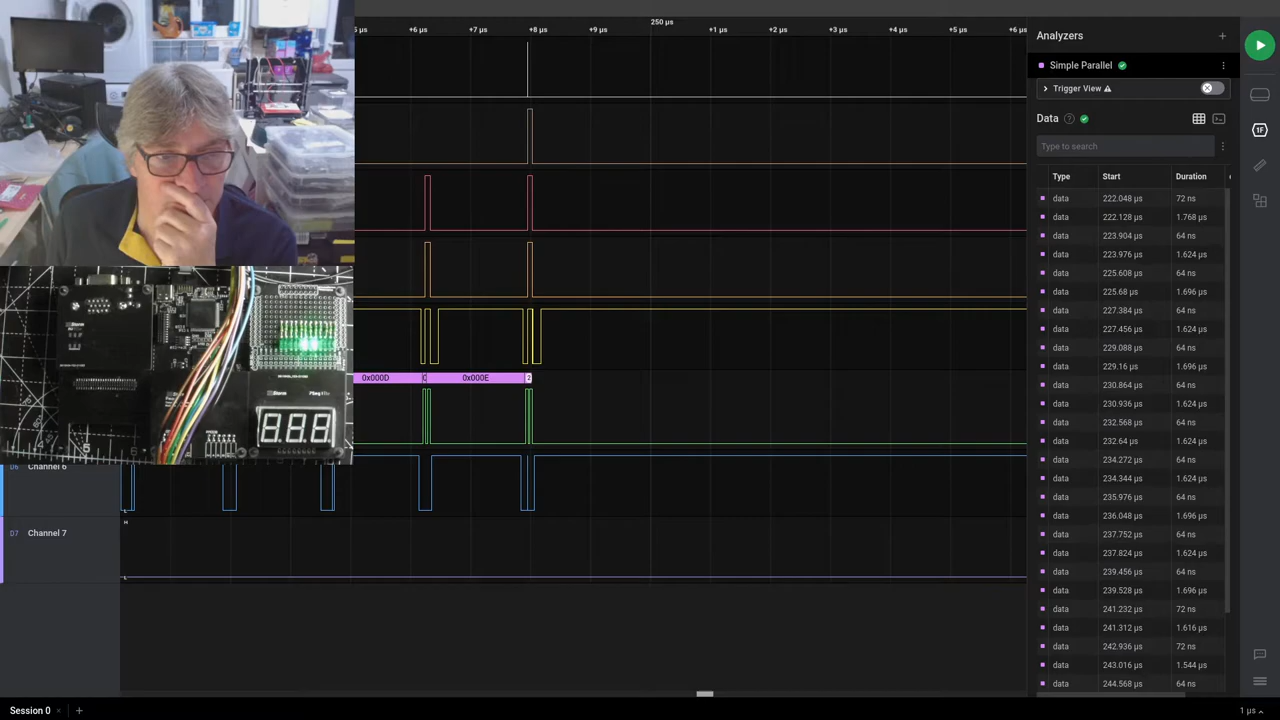 250 µs
5 µs +6 µs +7 µs +8 µs +9 µs +1 µs +2 µs +3 µs +4 µs +5 µs +6 µs
0x000D 0x000E 2
D6 Channel 6
D7 Channel 7
H
L
Analyzers
Simple Parallel
Trigger View
Data
Type to search
Type Start Duration
data 222.048 µs 72 ns
data 222.128 µs 1.768 µs
data 223.904 µs 64 ns
data 223.976 µs 1.624 µs
data 225.608 µs 64 ns
data 225.68 µs 1.696 µs
data 227.384 µs 64 ns
data 227.456 µs 1.624 µs
data 229.088 µs 64 ns
data 229.16 µs 1.696 µs
data 230.864 µs 64 ns
data 230.936 µs 1.624 µs
data 232.568 µs 64 ns
data 232.64 µs 1.624 µs
data 234.272 µs 64 ns
data 234.344 µs 1.696 µs
data 235.976 µs 64 ns
data 236.048 µs 1.696 µs
data 237.752 µs 64 ns
data 237.824 µs 1.624 µs
data 239.456 µs 64 ns
data 239.528 µs 1.696 µs
data 241.232 µs 72 ns
data 241.312 µs 1.616 µs
data 242.936 µs 72 ns
data 243.016 µs 1.544 µs
data 244.568 µs 64 ns
1F
Session 0
1 µs